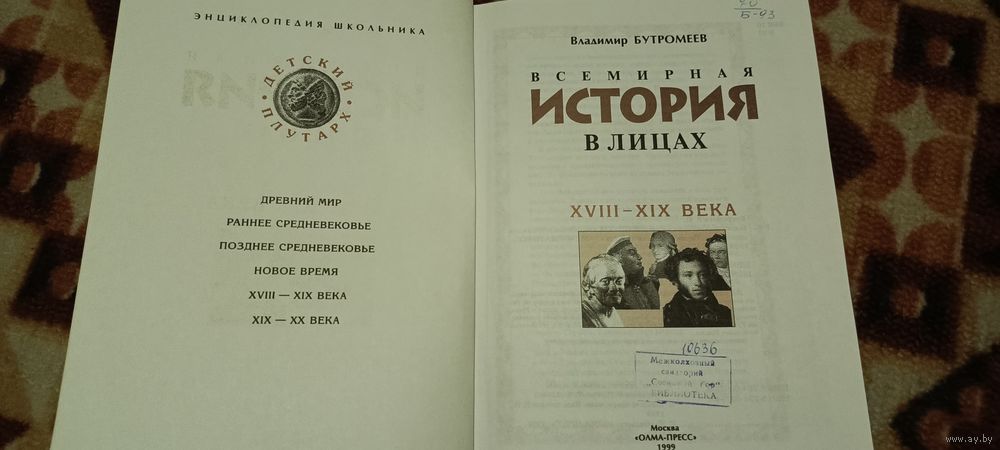 ЭНЦИКЛОПЕДИЯ ШКОЛЬНИКА
ДЕТСКИЙ
ПЛУТАРХ
ДРЕВНИЙ МИР
РАННЕЕ СРЕДНЕВЕКОВЬЕ
ПОЗДНЕЕ СРЕДНЕВЕКОВЬЕ
НОВОЕ ВРЕМЯ
XVIII — XIX ВЕКА
XIX — XX ВЕКА
Б-93
Владимир БУТРОМЕЕВ
ВСЕМИРНАЯ
ИСТОРИЯ
В ЛИЦАХ
XVIII – XIX ВЕКА
10636
Межколхозный
санаторий
БИБЛИОТЕКА
Москва
«ОЛМА-ПРЕСС»
1999
www.ay.by